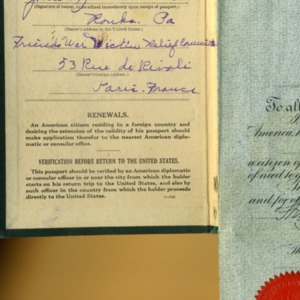 (Signature of bearer, to be affixed immediately upon receipt of passport.)
Pa
(Bearer's address in the United States.)
Friends War Victim Relief Committee
53 Rue de Rivoli
(Bearer's foreign address.)
Paris. France
RENEWALS.
An American citizen residing in a foreign country and
desiring the extension of the validity of his passport should
make application therefor to the nearest American diplo-
matic or consular office.
VERIFICATION BEFORE RETURN TO THE UNITED STATES.
This passport should be verified by an American diplomatic
or consular officer in or near the city from which the holder
starts on his return trip to the United States, and also by
such officer in the country from which the holder proceeds
directly to the United States.
To all
America,
a citizen of
of need to g